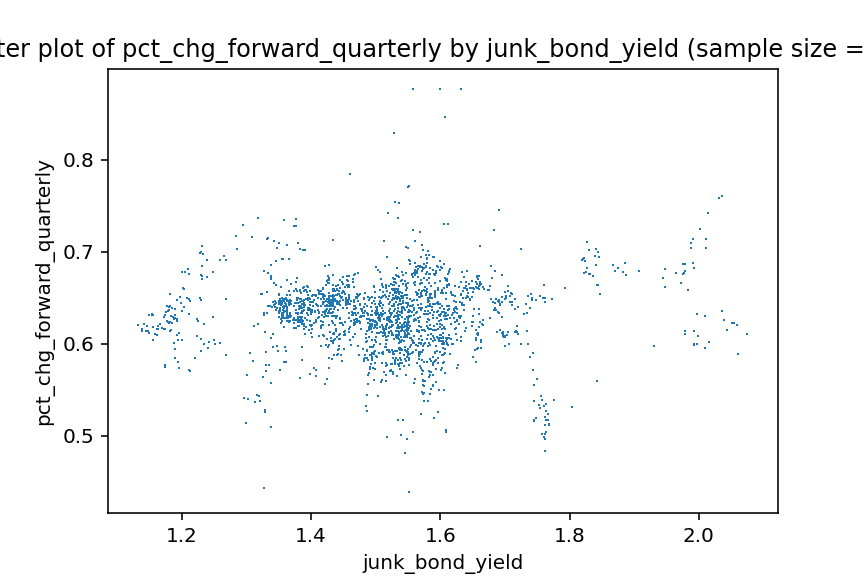 ter plot of pct_chg_forward_quarterly by junk_bond_yield (sample size =
0.8
0.7
0.6
0.5
pct_chg_forward_quarterly
1.2 1.4 1.6 1.8 2.0
junk_bond_yield